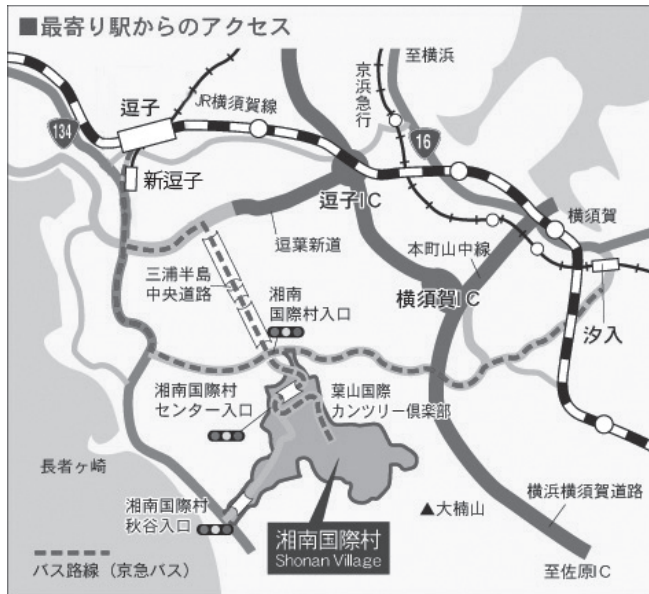 ■最寄り駅からのアクセス
至横浜
京浜急行
134
逗子
JR横須賀線
16
新逗子
逗子IC
横須賀
逗葉新道
本町山中線
三浦半島
中央道路
湘南
国際村入口
横須賀IC
汐入
湘南国際村
センター入口
葉山国際
カンツリー倶楽部
長者ヶ崎
湘南国際村
秋谷入口
湘南国際村
Shonan Village
▲大楠山
横浜横須賀道路
バス路線（京急バス）
至佐原IC